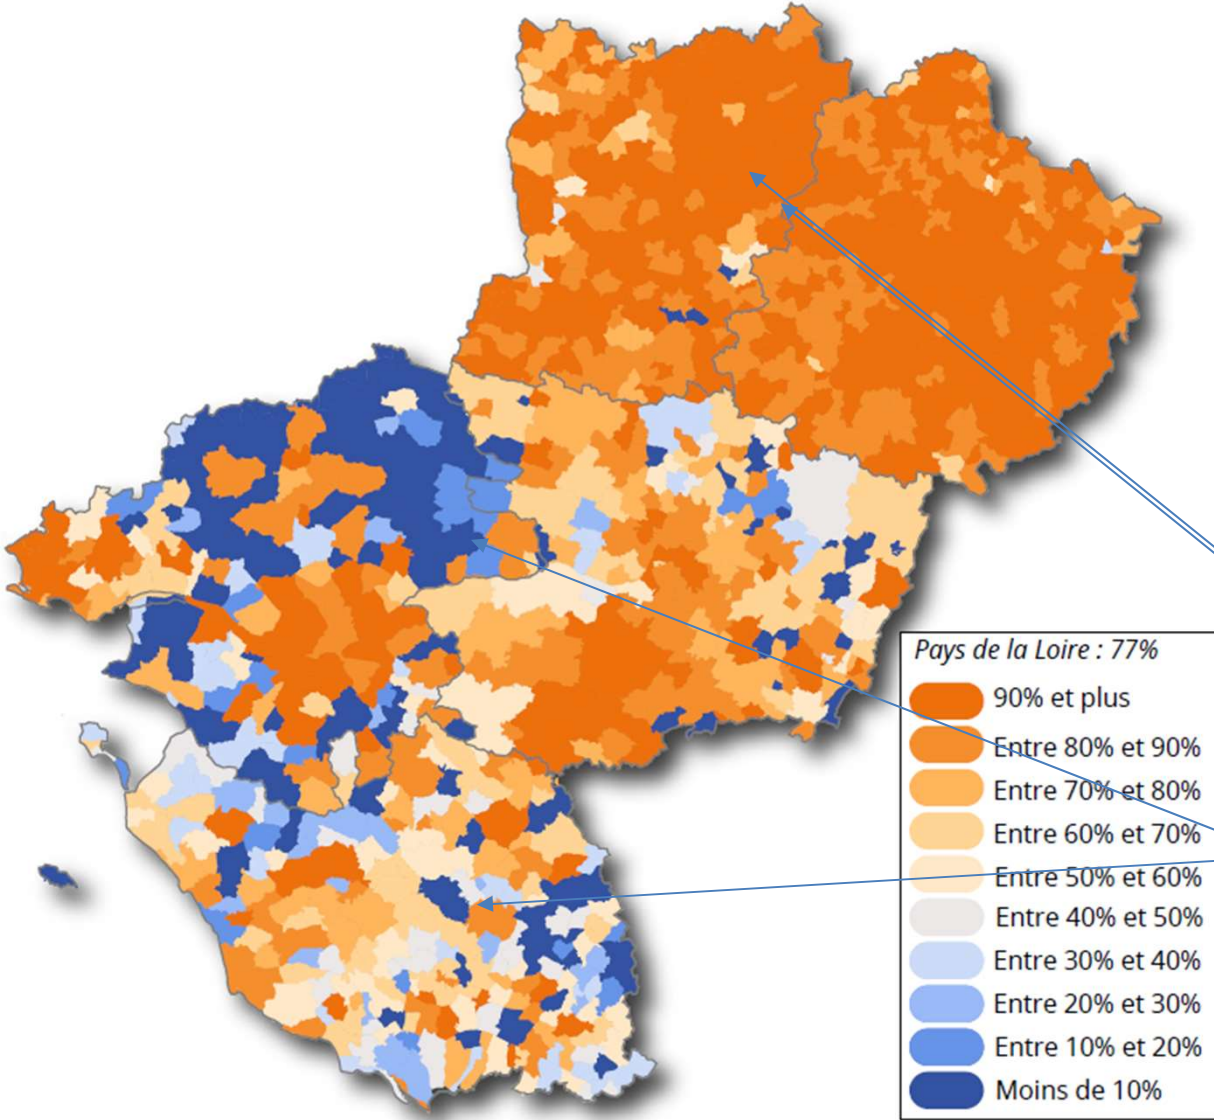 Pays de la Loire : 77%
90% et plus
Entre 80% et 90%
Entre 70% et 80%
Entre 60% et 70%
Entre 50% et 60%
Entre 40% et 50%
Entre 30% et 40%
Entre 20% et 30%
Entre 10% et 20%
Moins de 10%